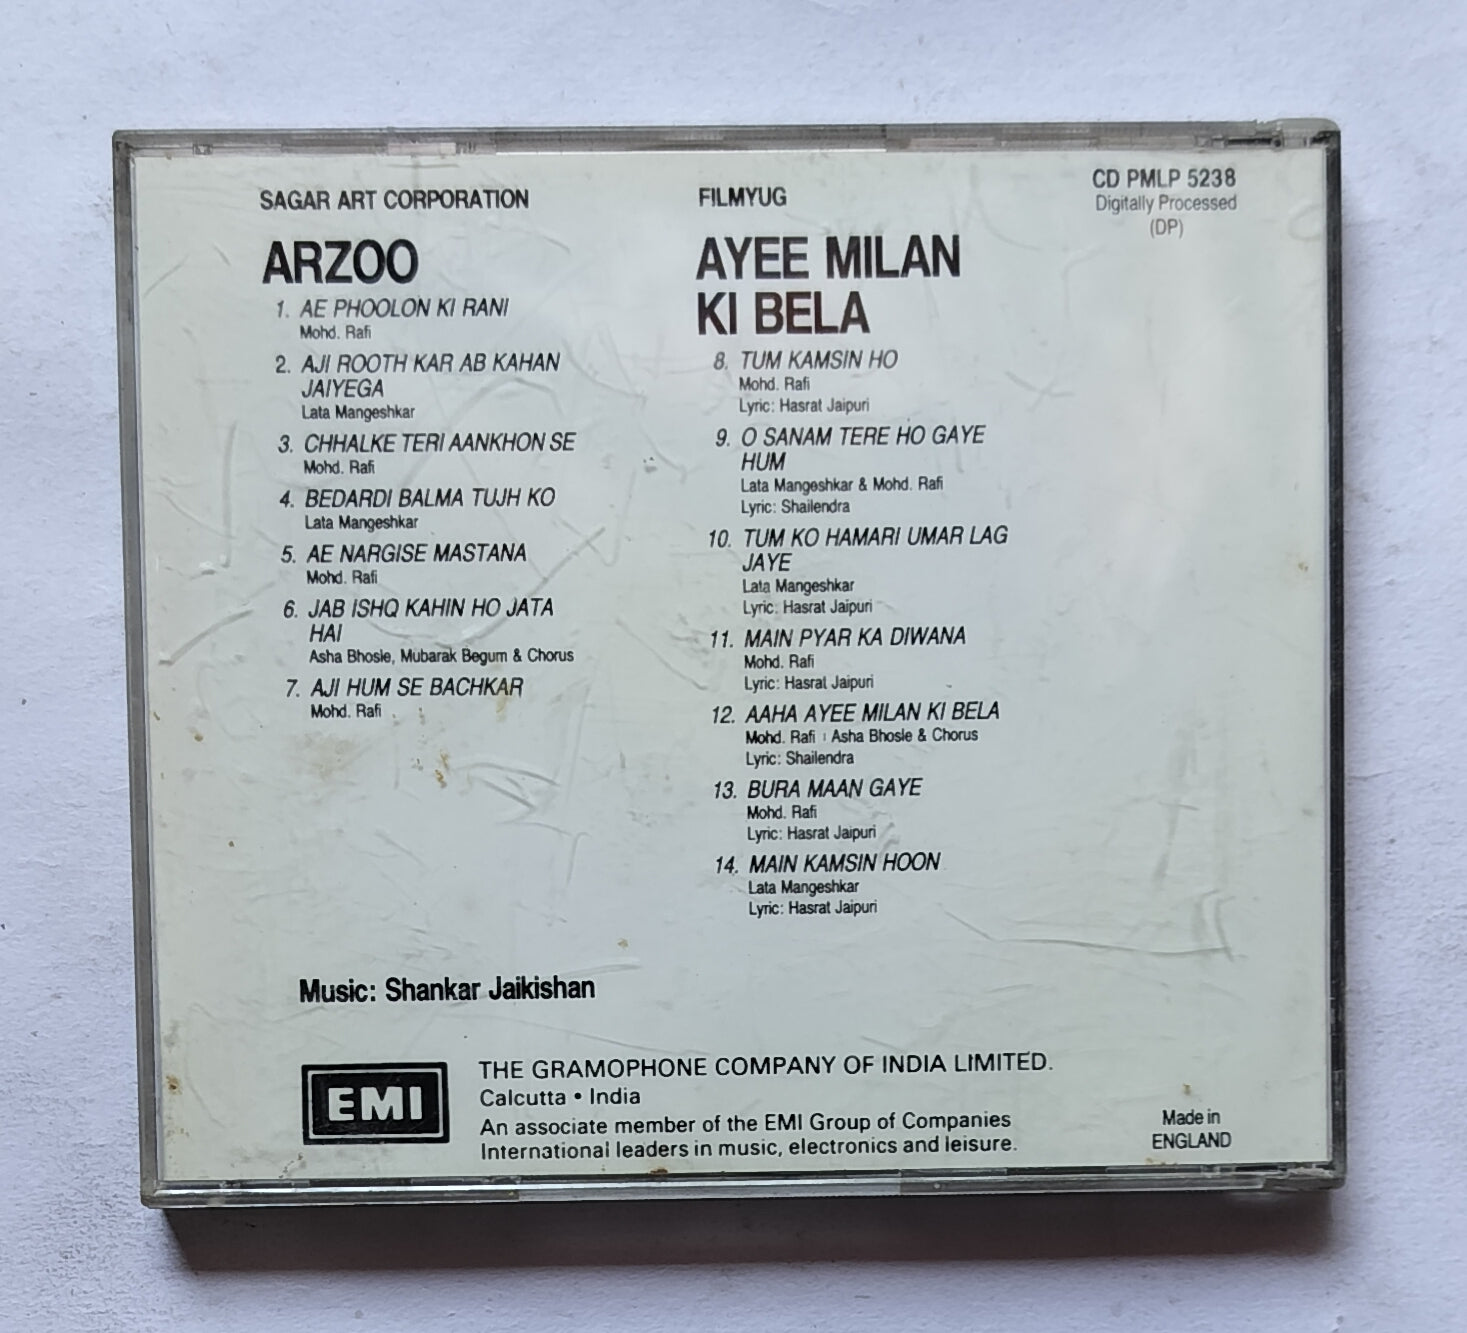 SAGAR ART CORPORATION
ARZOO
1. AE PHOOLON KI RANI
Mohd. Rafi
2. AJI ROOTH KAR AB KAHAN
JAIYEGA
Lata Mangeshkar
3. CHHALKE TERI AANKHON SE
Mohd. Rafi
4. BEDARDI BALMA TUJH KO
Lata Mangeshkar
5. AE NARGISE MASTANA
Mohd. Rafi
6. JAB ISHQ KAHIN HO JATA
HAI
Asha Bhosle, Mubarak Begum & Chorus
7. AJI HUM SE BACHKAR
Mohd. Rafi
FILMYUG
AYEE MILAN
KI BELA
8. TUM KAMSIN HO
Mohd. Rafi
Lyric: Hasrat Jaipuri
9. O SANAM TERE HO GAYE
HUM
Lata Mangeshkar & Mohd. Rafi
Lyric: Shailendra
10. TUM KO HAMARI UMAR LAG
JAYE
Lata Mangeshkar
Lyric: Hasrat Jaipuri
11. MAIN PYAR KA DIWANA
Mohd. Rafi
Lyric: Hasrat Jaipuri
12. AAHA AYEE MILAN KI BELA
Mohd. Rafi : Asha Bhosle & Chorus
Lyric: Shailendra
13. BURA MAAN GAYE
Mohd. Rafi
Lyric: Hasrat Jaipuri
14. MAIN KAMSIN HOON
Lata Mangeshkar
Lyric: Hasrat Jaipuri
CD PMLP 5238
Digitally Processed
(DP)
Music: Shankar Jaikishan
EMI
THE GRAMOPHONE COMPANY OF INDIA LIMITED.
Calcutta • India
An associate member of the EMI Group of Companies
International leaders in music, electronics and leisure.
Made in
ENGLAND